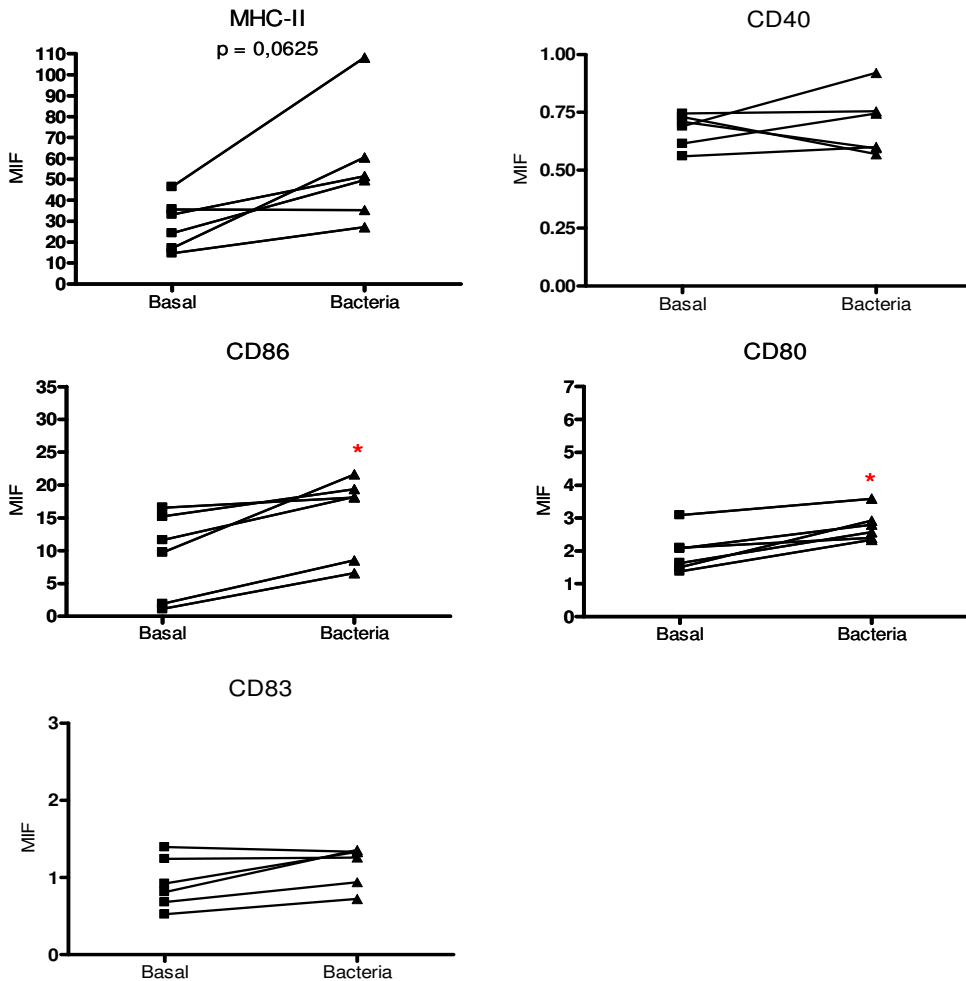 MHC-II
p = 0,0625
110
100
90
80
70
60
50
40
30
20
10
0
MIF
Basal Bacteria
CD40
1.00
0.75
0.50
0.25
0.00
MIF
Basal Bacteria
CD86
35
30
25
20
15
10
5
0
MIF
*
Basal Bacteria
CD80
7
6
5
4
3
2
1
0
MIF
*
Basal Bacteria
CD83
3
2
1
0
MIF
Basal Bacteria